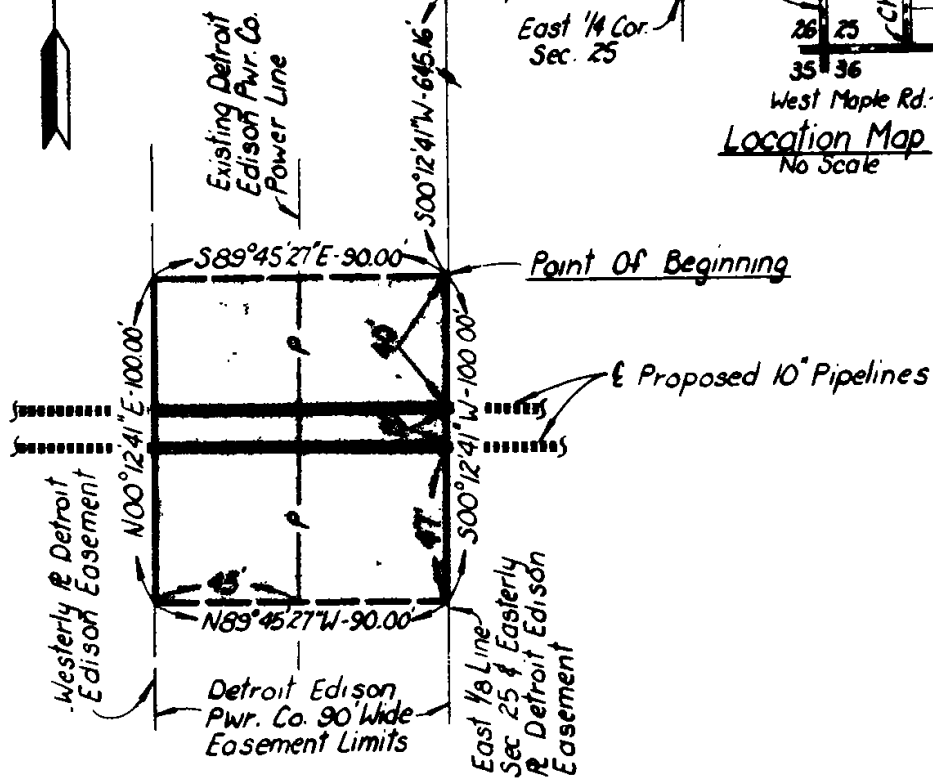 East 1/4 Cor.
Sec. 25
26 25
35 36
West Maple Rd.
Location Map
No Scale
Existing Detroit
Edison Pwr. Co.
Power Line
S00°12'41"W-645.16'
S89°45'27"E-90.00'
Point Of Beginning
N00°12'41"E-100.00'
S00°12'41"W-100.00'
40'
P
℄ Proposed 10" Pipelines
P
47'
45'
N89°45'27"W-90.00'
Westerly ⅊ Detroit
Edison Easement
Detroit Edison
Pwr. Co. 90' Wide
Easement Limits
East 1/8 Line
Sec 25 & Easterly
⅊ Detroit Edison
Easement